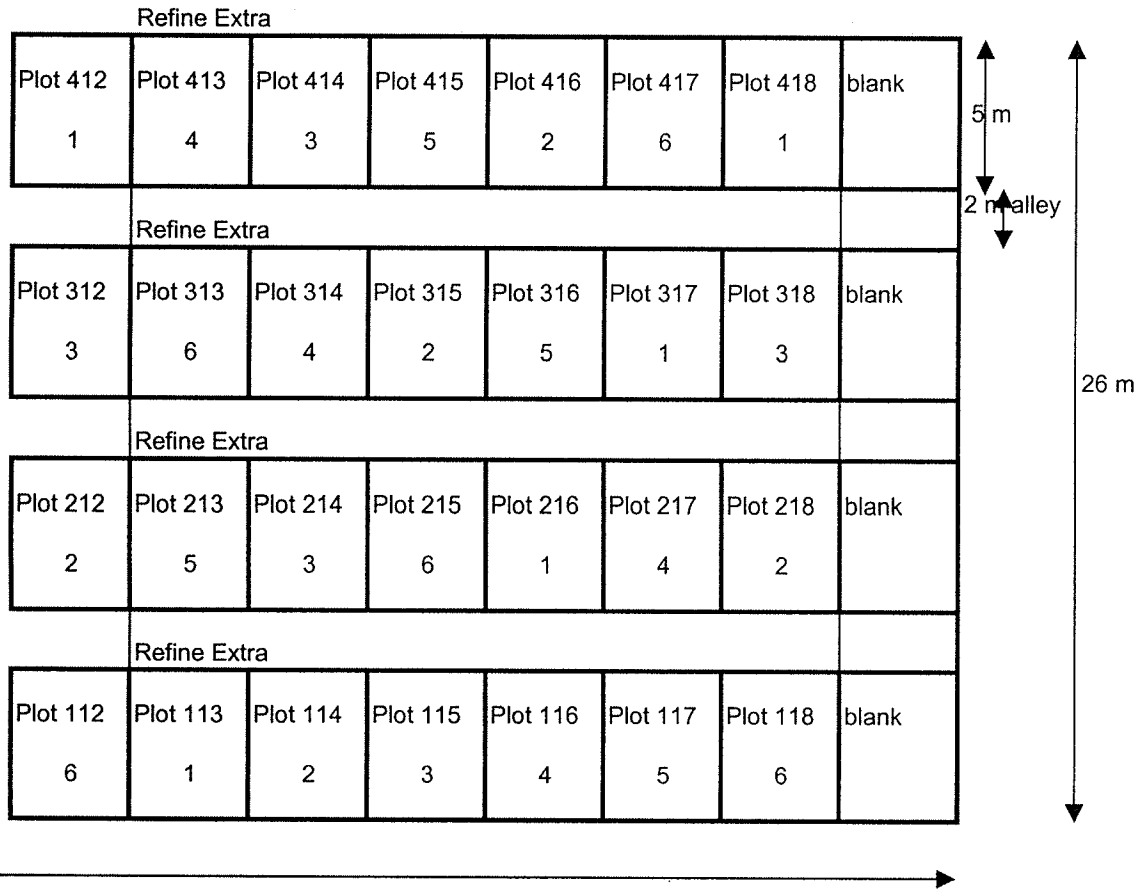 Refine Extra
Plot 412 Plot 413 Plot 414 Plot 415 Plot 416 Plot 417 Plot 418 blank
5 m
1 4 3 5 2 6 1
2 m alley
Refine Extra
Plot 312 Plot 313 Plot 314 Plot 315 Plot 316 Plot 317 Plot 318 blank
3 6 4 2 5 1 3
26 m
Refine Extra
Plot 212 Plot 213 Plot 214 Plot 215 Plot 216 Plot 217 Plot 218 blank
2 5 3 6 1 4 2
Refine Extra
Plot 112 Plot 113 Plot 114 Plot 115 Plot 116 Plot 117 Plot 118 blank
6 1 2 3 4 5 6